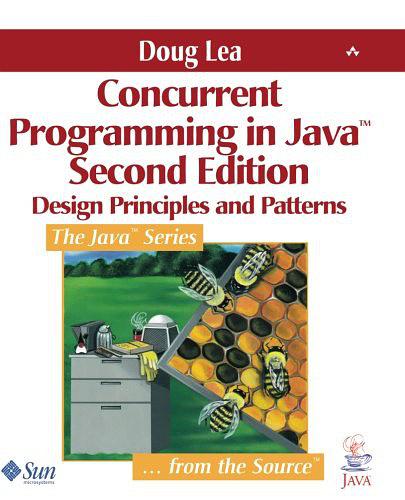 Doug Lea
Concurrent
Programming in Java™
Second Edition
Design Principles and Patterns
The Java™ Series
... from the Source™
Sun
microsystems
JAVA™